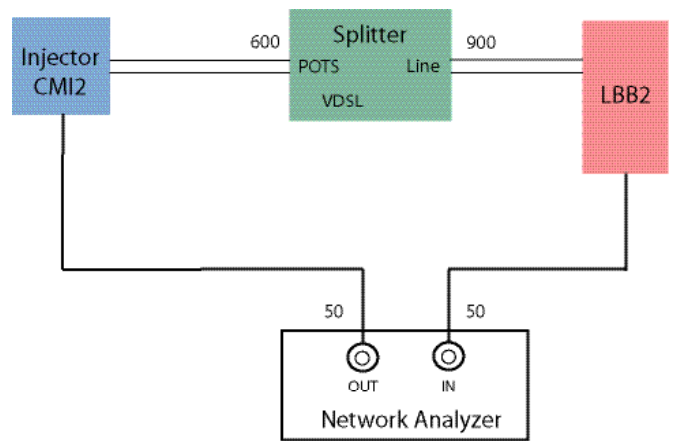 Injector
CMI2
600
Splitter
POTS
Line
VDSL
900
LBB2
50
50
OUT
IN
Network Analyzer